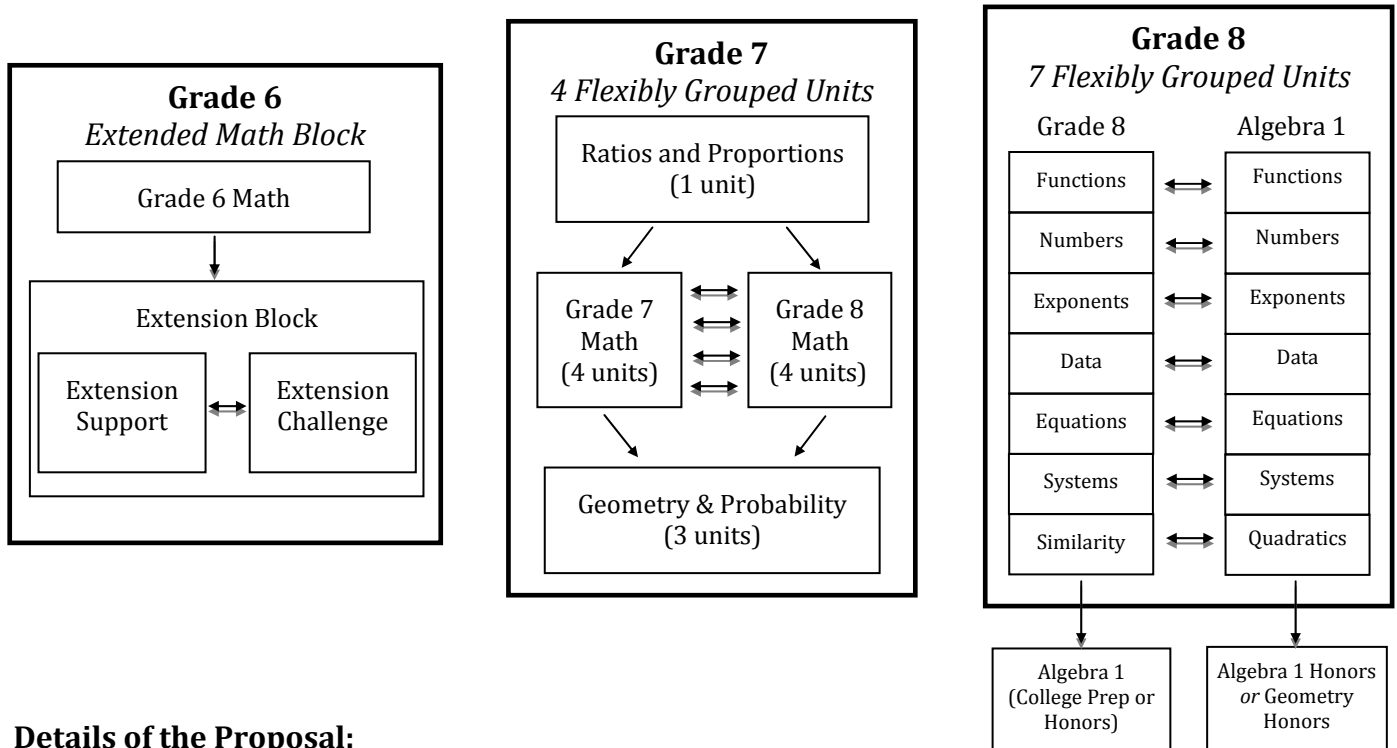 Grade 6
Extended Math Block
Grade 6 Math
Extension Block
Extension
Support
Extension
Challenge
Grade 7
4 Flexibly Grouped Units
Ratios and Proportions
(1 unit)
Grade 7
Math
(4 units)
Grade 8
Math
(4 units)
Geometry & Probability
(3 units)
Grade 8
7 Flexibly Grouped Units
Grade 8
Functions
Numbers
Exponents
Data
Equations
Systems
Similarity
Algebra 1
(College Prep or
Honors)
Algebra 1
Functions
Numbers
Exponents
Data
Equations
Systems
Quadratics
Algebra 1 Honors
or Geometry
Honors
Details of the Proposal: